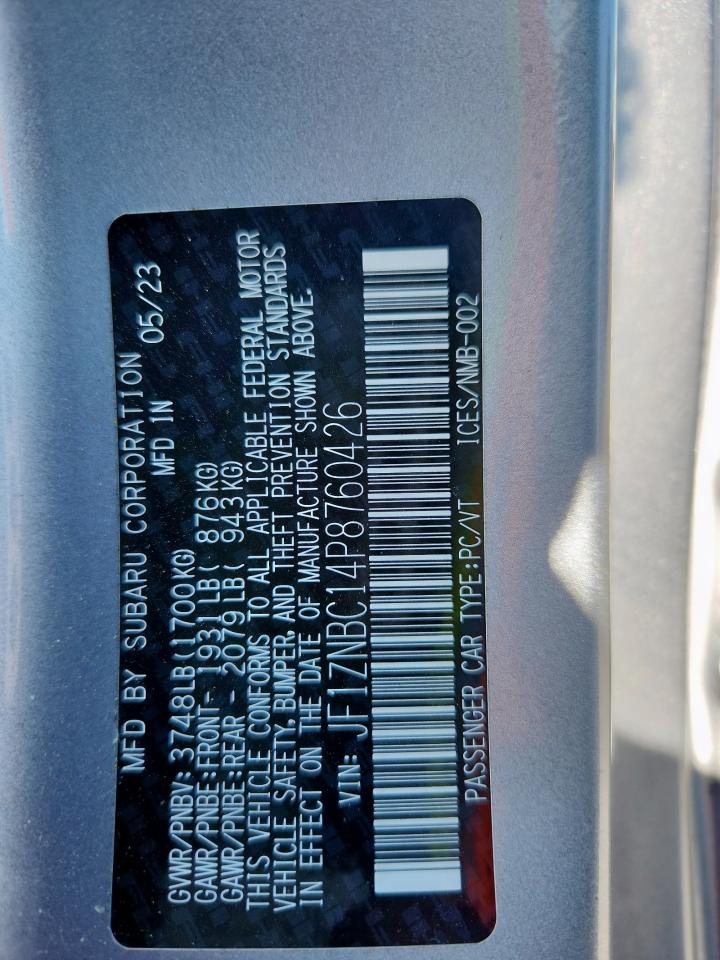 MFD BY SUBARU CORPORATION
MFD IN 05/23
GVWR/PNBV: 3748LB(1700KG)
GAWR/PNBE:FRONT- 1931LB( 876KG)
GAWR/PNBE:REAR - 2079LB( 943KG)
THIS VEHICLE CONFORMS TO ALL APPLICABLE FEDERAL MOTOR
VEHICLE SAFETY, BUMPER, AND THEFT PREVENTION STANDARDS
IN EFFECT ON THE DATE OF MANUFACTURE SHOWN ABOVE.
VIN: JF1ZNBC14P8760426
PASSENGER CAR TYPE:PC/VT ICES/NMB-002